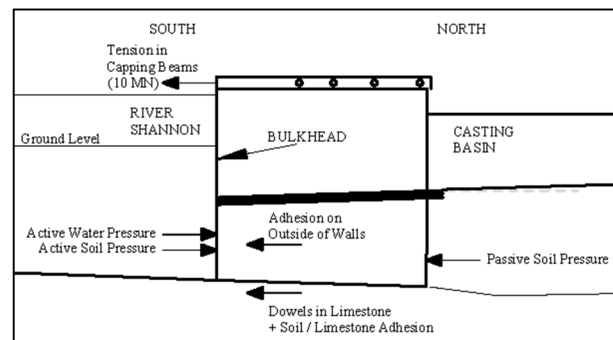 SOUTH
NORTH
Tension in
Capping Beams
(10 MN)
RIVER
SHANNON
Ground Level
BULKHEAD
CASTING
BASIN
Active Water Pressure
Active Soil Pressure
Adhesion on
Outside of Walls
Passive Soil Pressure
Dowels in Limestone
+ Soil / Limestone Adhesion